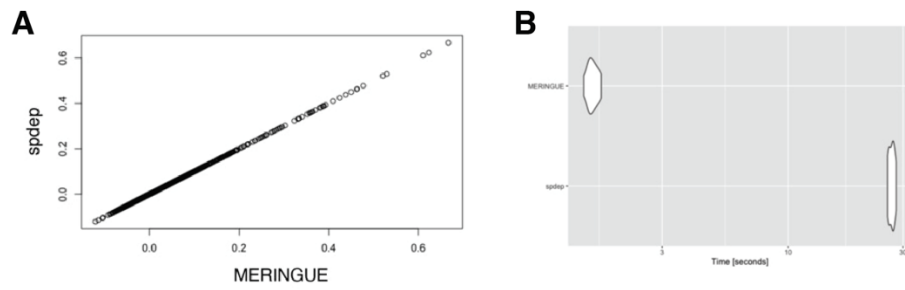 A
spdep
0.0 0.2 0.4 0.6
0.0 0.2 0.4 0.6
MERINGUE
B
MERINGUE
spdep
3 10 30
Time [seconds]